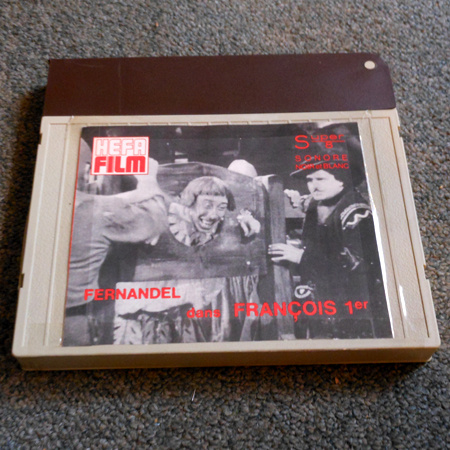 HEFA
FILM
SUPER
8
SONORE
NOIR et BLANC
FERNANDEL
dans FRANÇOIS 1er